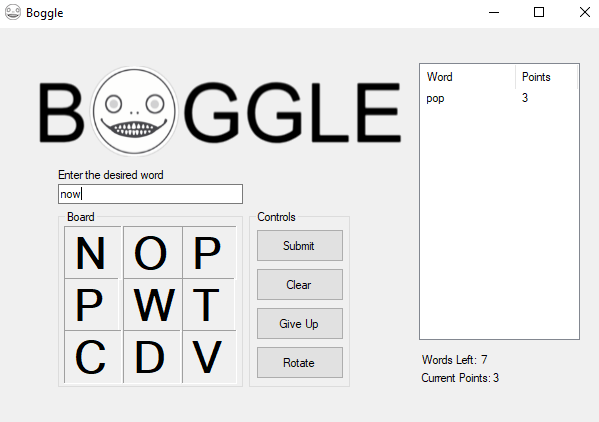 Boggle
BOGGLE
Enter the desired word
now
Board
N O P
P W T
C D V
Controls
Submit
Clear
Give Up
Rotate
Word Points
pop 3
Words Left: 7
Current Points: 3